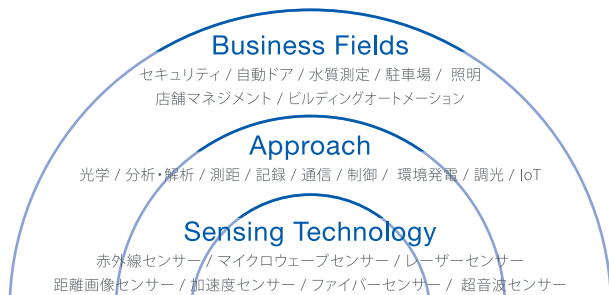 Business Fields
セキュリティ / 自動ドア / 水質測定 / 駐車場 / 照明
店舗マネジメント / ビルディングオートメーション
Approach
光学 / 分析・解析 / 測距 / 記録 / 通信 / 制御 / 環境発電 / 調光 / IoT
Sensing Technology
赤外線センサー / マイクロウェーブセンサー / レーザーセンサー
距離画像センサー / 加速度センサー / ファイバーセンサー / 超音波センサー